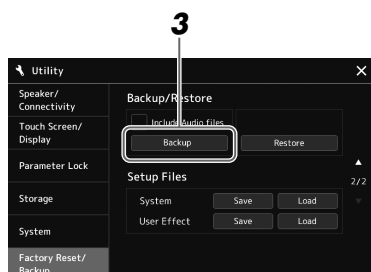 3
Utility
Speaker/
Connectivity
Touch Screen/
Display
Parameter Lock
Storage
System
Factory Reset/
Backup
Backup/Restore
Include Audio files
Backup
Restore
Setup Files
System
Save
Load
User Effect
Save
Load
2/2